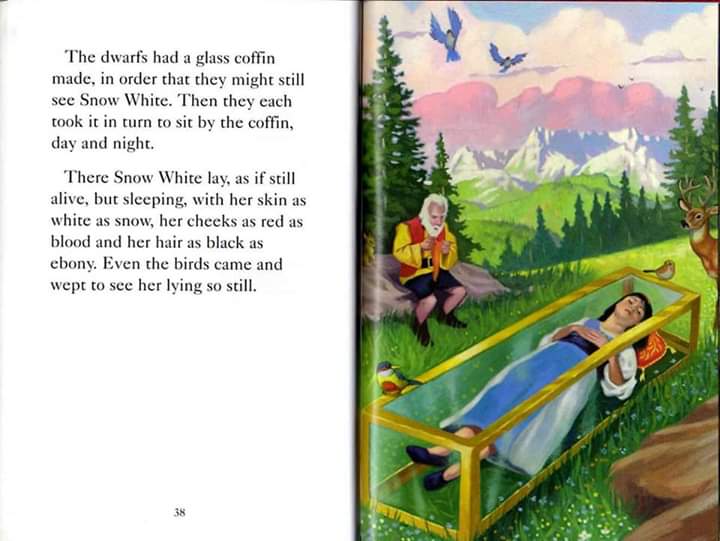 The dwarfs had a glass coffin
made, in order that they might still
see Snow White. Then they each
took it in turn to sit by the coffin,
day and night.
There Snow White lay, as if still
alive, but sleeping, with her skin as
white as snow, her cheeks as red as
blood and her hair as black as
ebony. Even the birds came and
wept to see her lying so still.
38